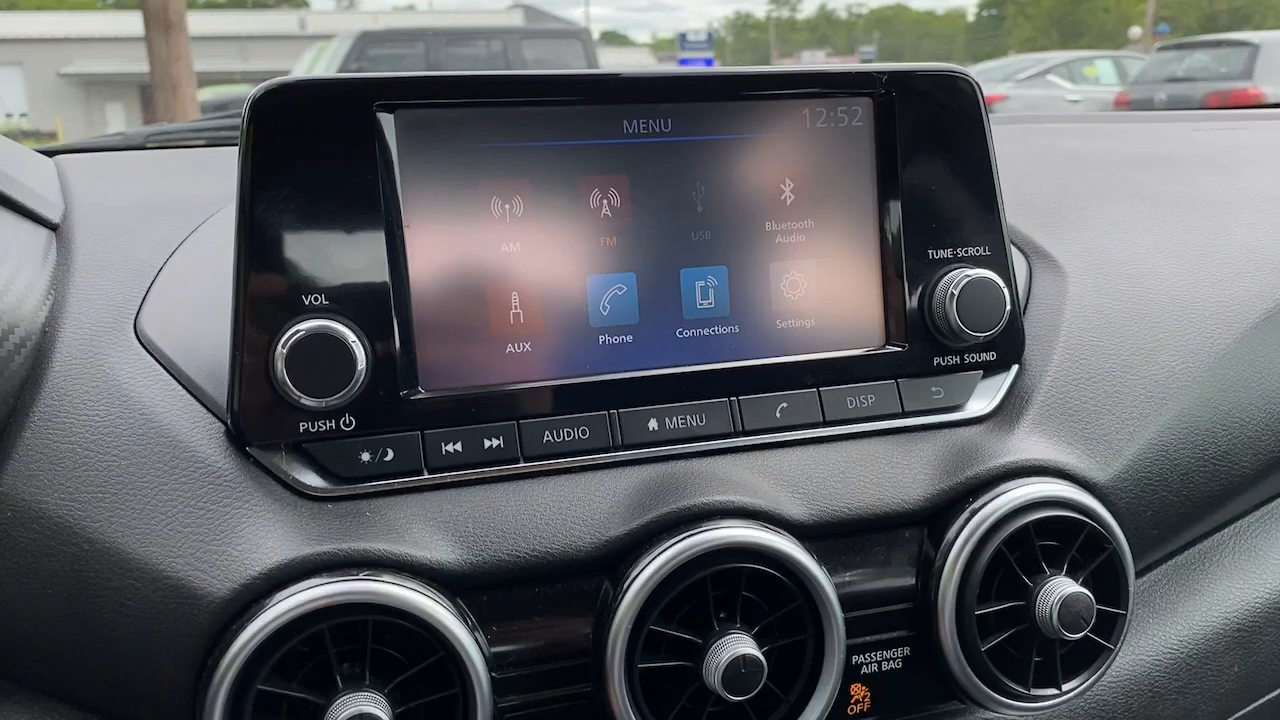 MENU
12:52
AM
FM
USB
Bluetooth
Audio
AUX
Phone
Connections
Settings
VOL
PUSH
TUNE·SCROLL
PUSH SOUND
AUDIO
MENU
DISP
PASSENGER
AIR BAG
2
OFF